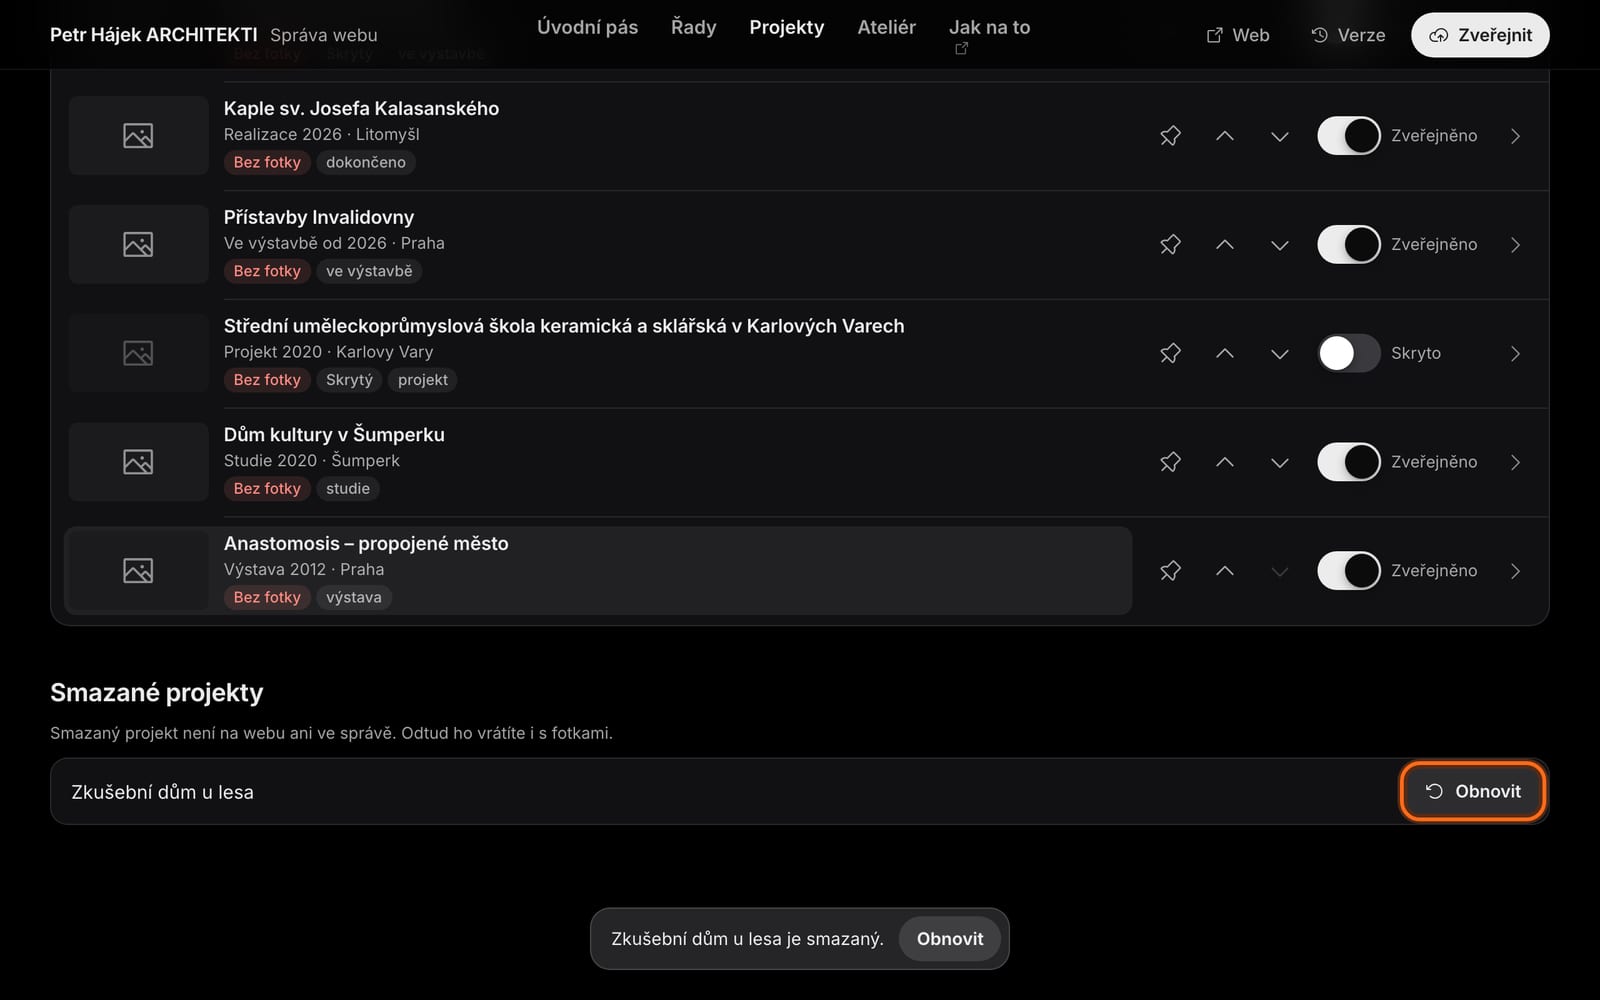 Petr Hájek ARCHITEKTI Správa webu
Úvodní pás Řady Projekty Ateliér Jak na to
Web Verze Zveřejnit
Bez fotky Skrytý ve výstavbě
Kaple sv. Josefa Kalasanského
Realizace 2026 · Litomyšl
Bez fotky dokončeno
Zveřejněno
Přístavby Invalidovny
Ve výstavbě od 2026 · Praha
Bez fotky ve výstavbě
Zveřejněno
Střední uměleckoprůmyslová škola keramická a sklářská v Karlových Varech
Projekt 2020 · Karlovy Vary
Bez fotky Skrytý projekt
Skryto
Dům kultury v Šumperku
Studie 2020 · Šumperk
Bez fotky studie
Zveřejněno
Anastomosis – propojené město
Výstava 2012 · Praha
Bez fotky výstava
Zveřejněno
Smazané projekty
Smazaný projekt není na webu ani ve správě. Odtud ho vrátíte i s fotkami.
Zkušební dům u lesa
Obnovit
Zkušební dům u lesa je smazaný. Obnovit